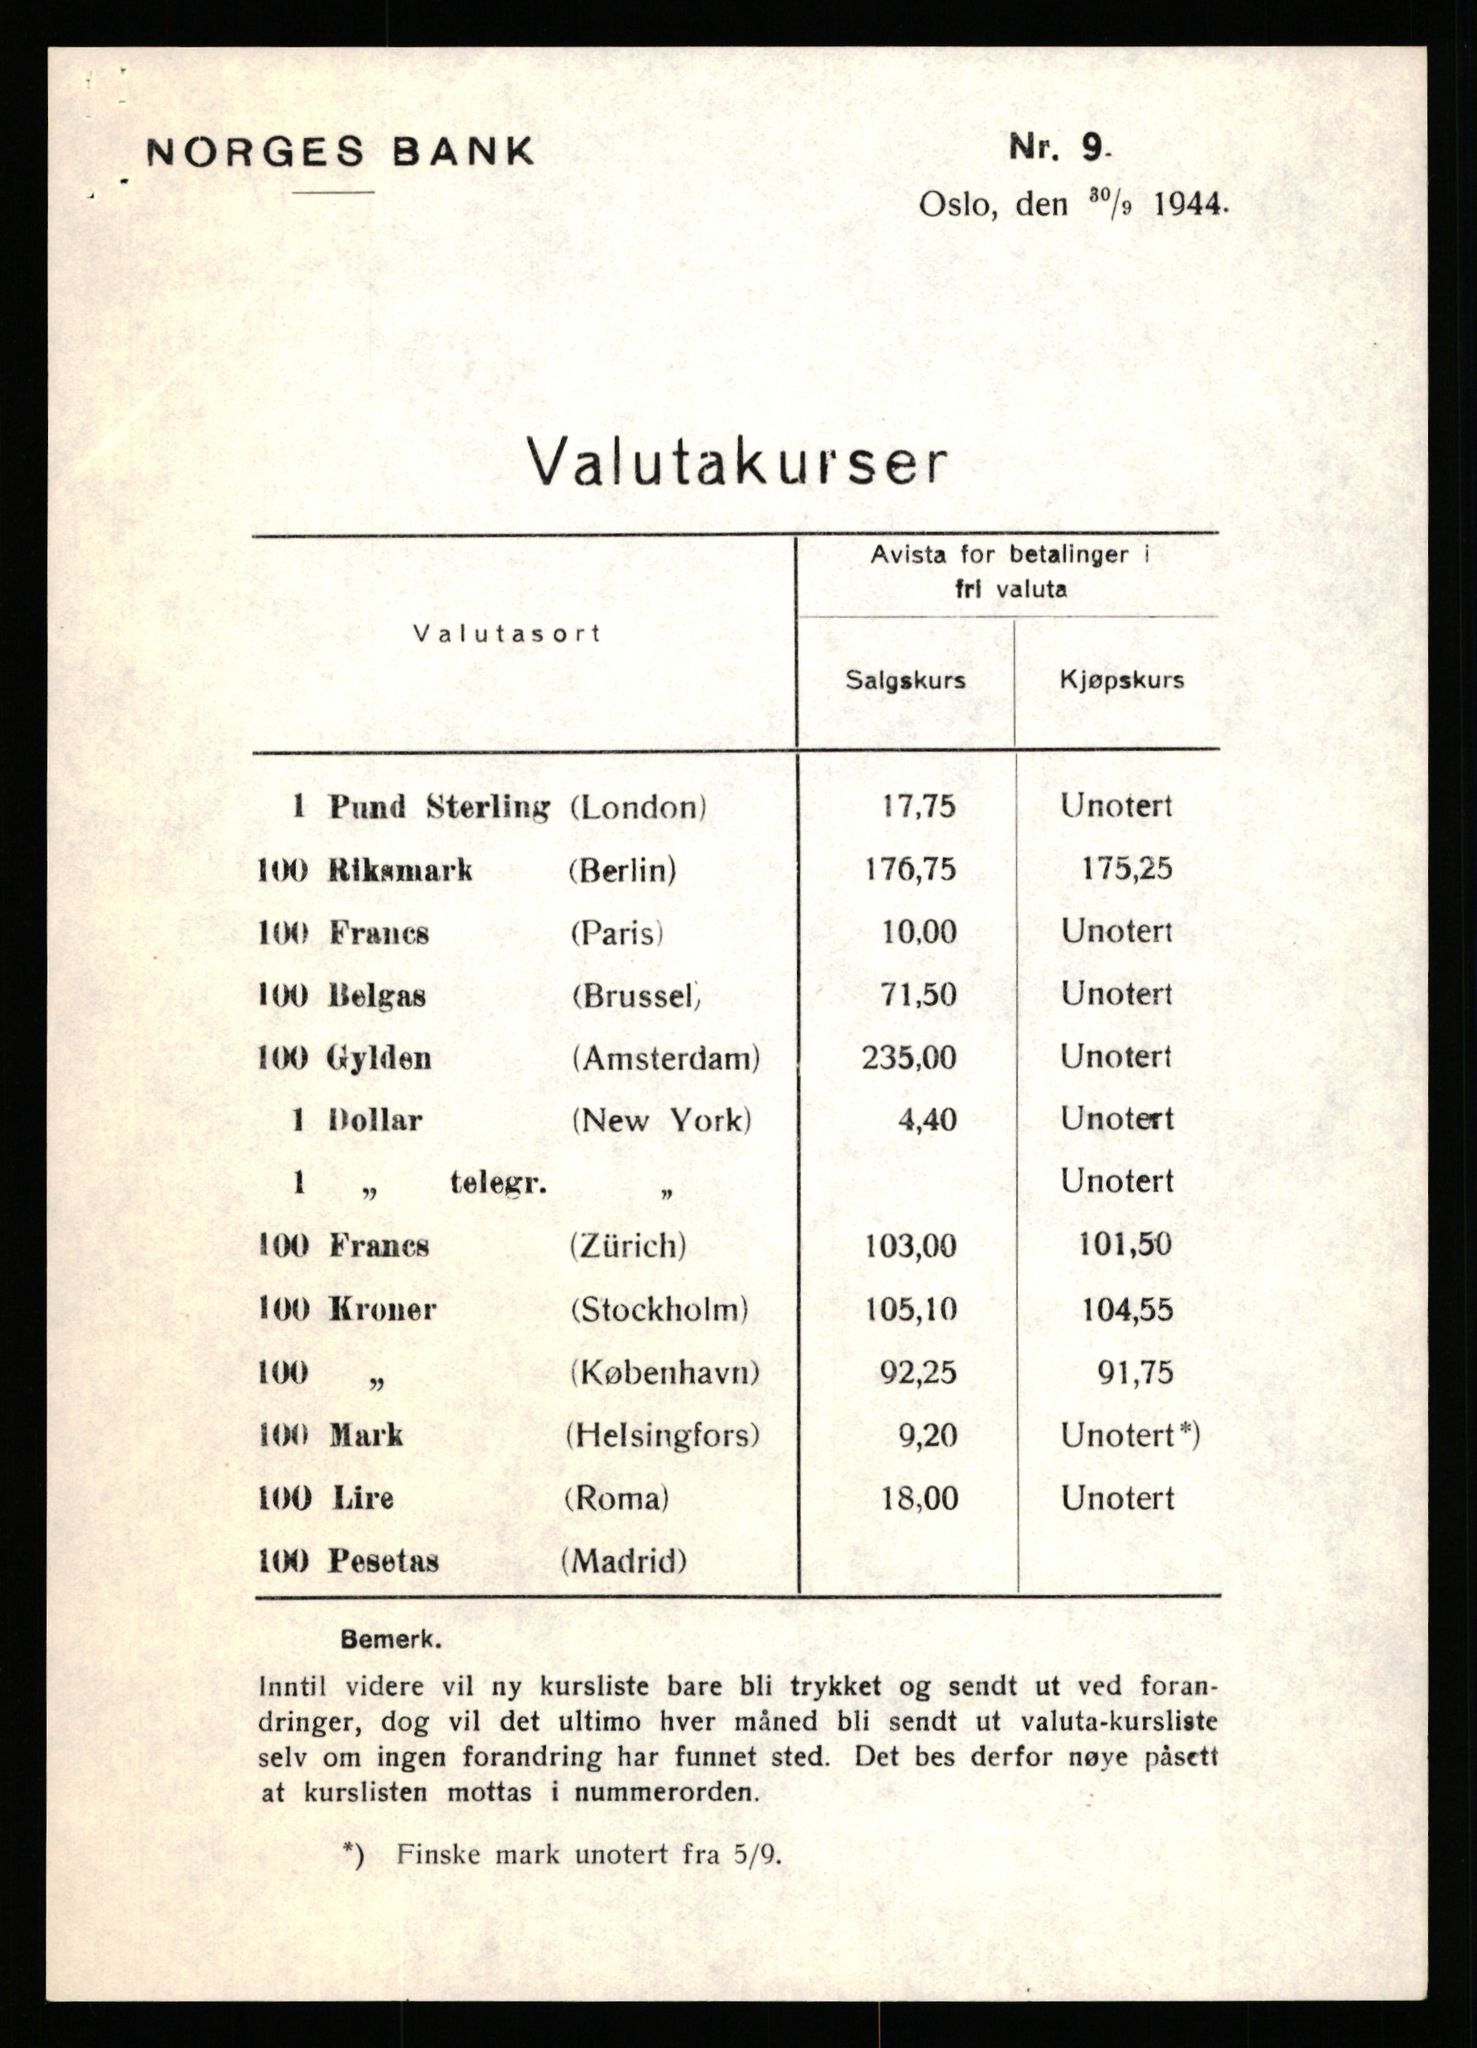 NORGES BANK
Nr. 9.
Oslo, den 30/9 1944.
Valutakurser
Valutasort
Avista for betalinger i
fri valuta
Salgskurs Kjøpskurs
1 Pund Sterling (London) 17,75 Unotert
100 Riksmark (Berlin) 176,75 175,25
100 Francs (Paris) 10,00 Unotert
100 Belgas (Brussel) 71,50 Unotert
100 Gylden (Amsterdam) 235,00 Unotert
1 Dollar (New York) 4,40 Unotert
1 „ telegr. „ Unotert
100 Francs (Zürich) 103,00 101,50
100 Kroner (Stockholm) 105,10 104,55
100 „ (København) 92,25 91,75
100 Mark (Helsingfors) 9,20 Unotert*)
100 Lire (Roma) 18,00 Unotert
100 Pesetas (Madrid)
Bemerk.
Inntil videre vil ny kursliste bare bli trykket og sendt ut ved foran-
dringer, dog vil det ultimo hver måned bli sendt ut valuta-kursliste
selv om ingen forandring har funnet sted. Det bes derfor nøye påsett
at kurslisten mottas i nummerorden.
*) Finske mark unotert fra 5/9.